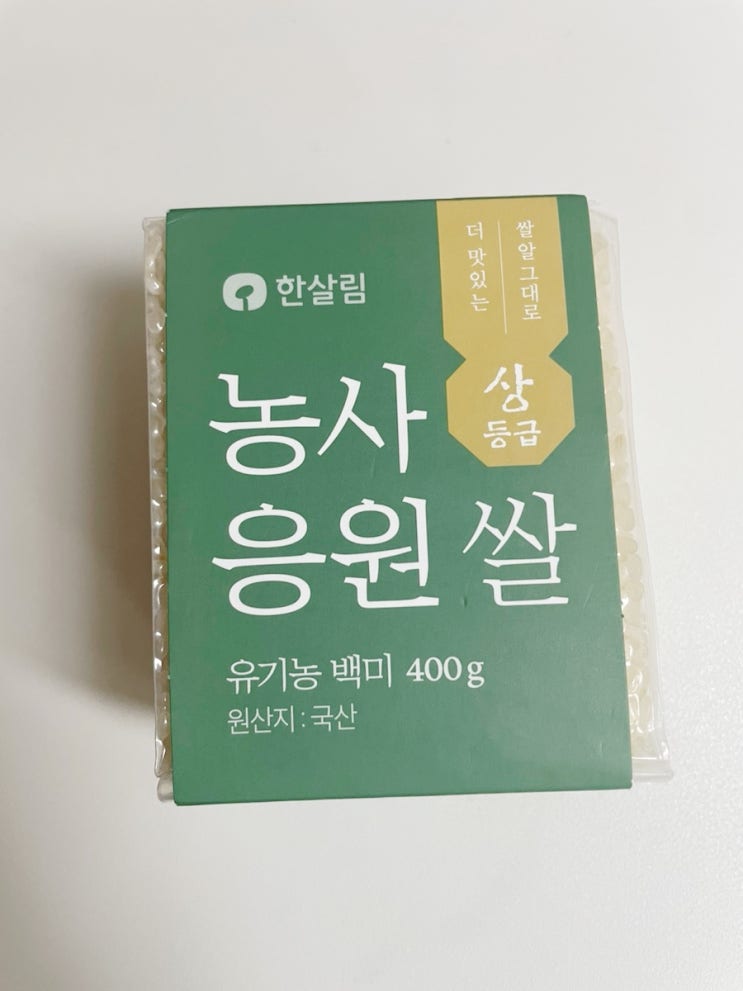 한살림
쌀알 그대로
더 맛있는
상
등급
농사
응원 쌀
유기농 백미 400g
원산지 : 국산